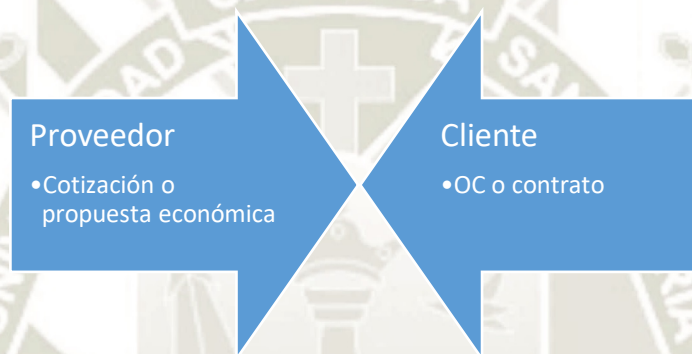 Proveedor
•Cotización o
propuesta económica
Cliente
•OC o contrato